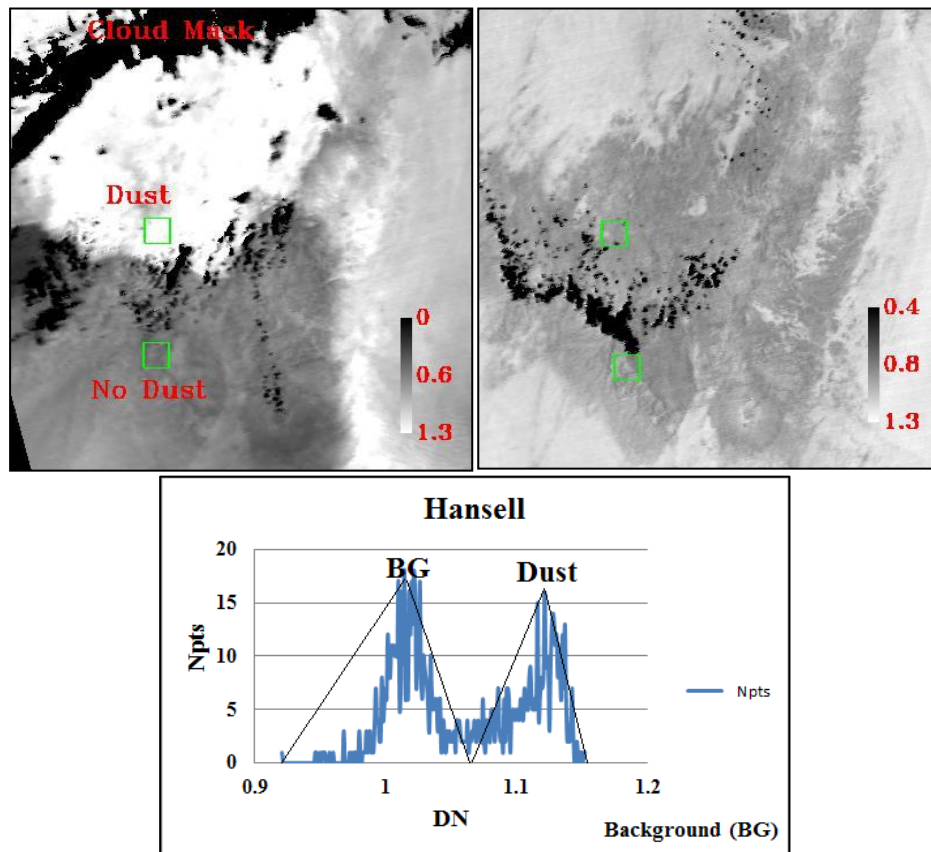 Cloud Mask
Dust
No Dust
0
0.6
1.3
0.4
0.8
1.3
Hansell
20
15
10
5
0
Npts
BG
Dust
Npts
0.9
1
1.1
1.2
DN
Background (BG)